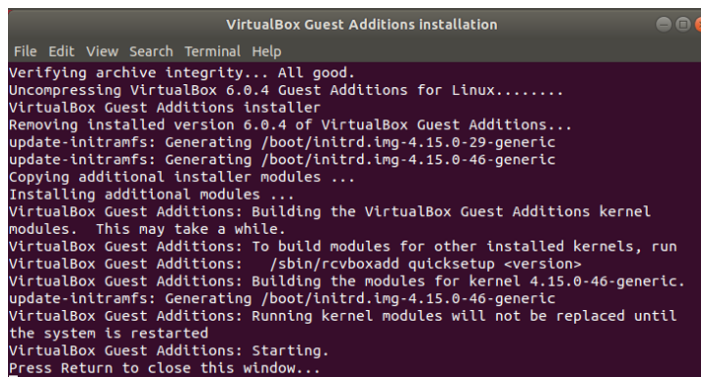 VirtualBox Guest Additions installation
File Edit View Search Terminal Help
Verifying archive integrity... All good.
Uncompressing VirtualBox 6.0.4 Guest Additions for Linux........
VirtualBox Guest Additions installer
Removing installed version 6.0.4 of VirtualBox Guest Additions...
update-initramfs: Generating /boot/initrd.img-4.15.0-29-generic
update-initramfs: Generating /boot/initrd.img-4.15.0-46-generic
Copying additional installer modules ...
Installing additional modules ...
VirtualBox Guest Additions: Building the VirtualBox Guest Additions kernel
modules.  This may take a while.
VirtualBox Guest Additions: To build modules for other installed kernels, run
VirtualBox Guest Additions:   /sbin/rcvboxadd quicksetup <version>
VirtualBox Guest Additions: Building the modules for kernel 4.15.0-46-generic.
update-initramfs: Generating /boot/initrd.img-4.15.0-46-generic
VirtualBox Guest Additions: Running kernel modules will not be replaced until
the system is restarted
VirtualBox Guest Additions: Starting.
Press Return to close this window...